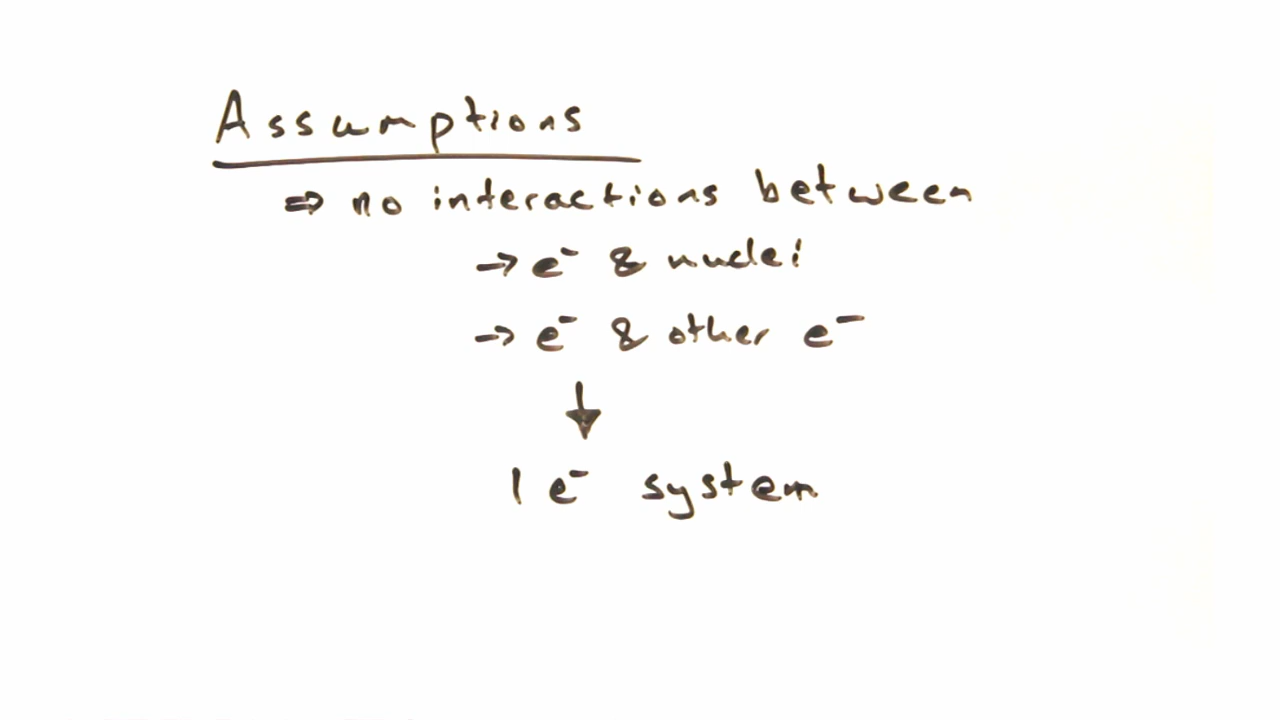 Assumptions
⇒ no interactions between
→ e⁻ & nuclei
→ e⁻ & other e⁻
↓
1 e⁻ system